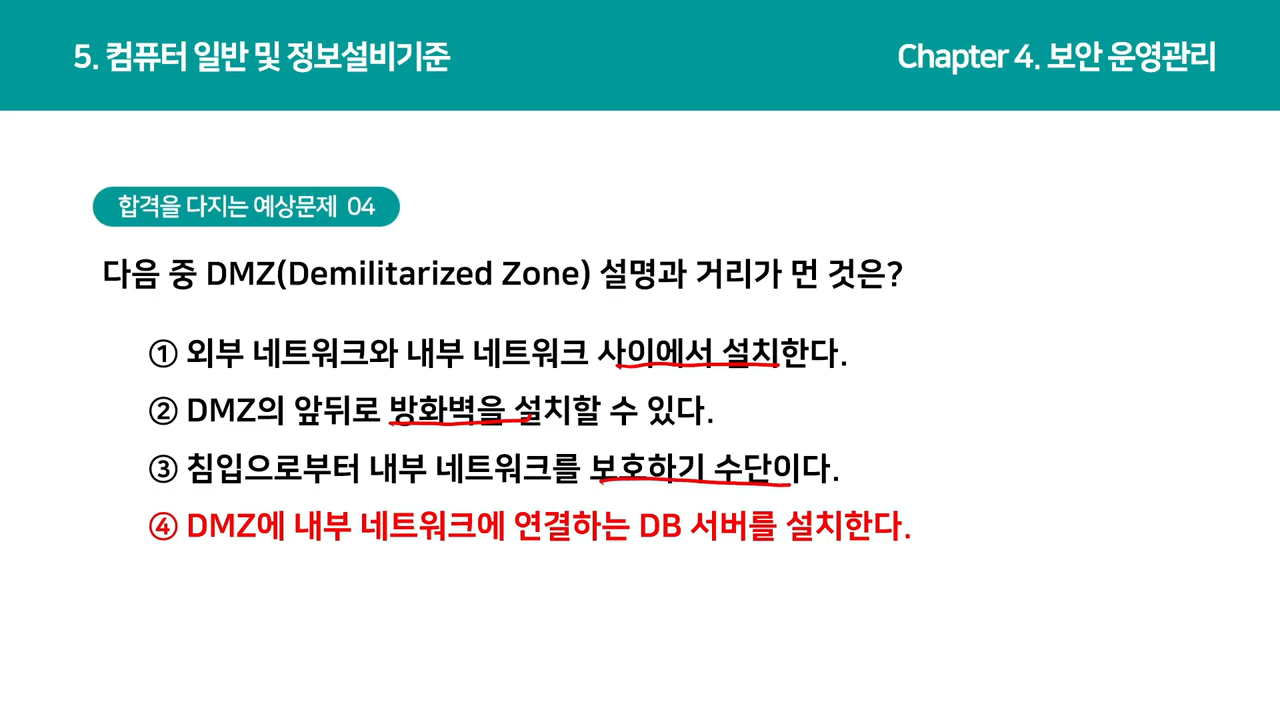 5. 컴퓨터 일반 및 정보설비기준
Chapter 4. 보안 운영관리
합격을 다지는 예상문제 04
다음 중 DMZ(Demilitarized Zone) 설명과 거리가 먼 것은?
① 외부 네트워크와 내부 네트워크 사이에서 설치한다.
② DMZ의 앞뒤로 방화벽을 설치할 수 있다.
③ 침입으로부터 내부 네트워크를 보호하기 수단이다.
④ DMZ에 내부 네트워크에 연결하는 DB 서버를 설치한다.